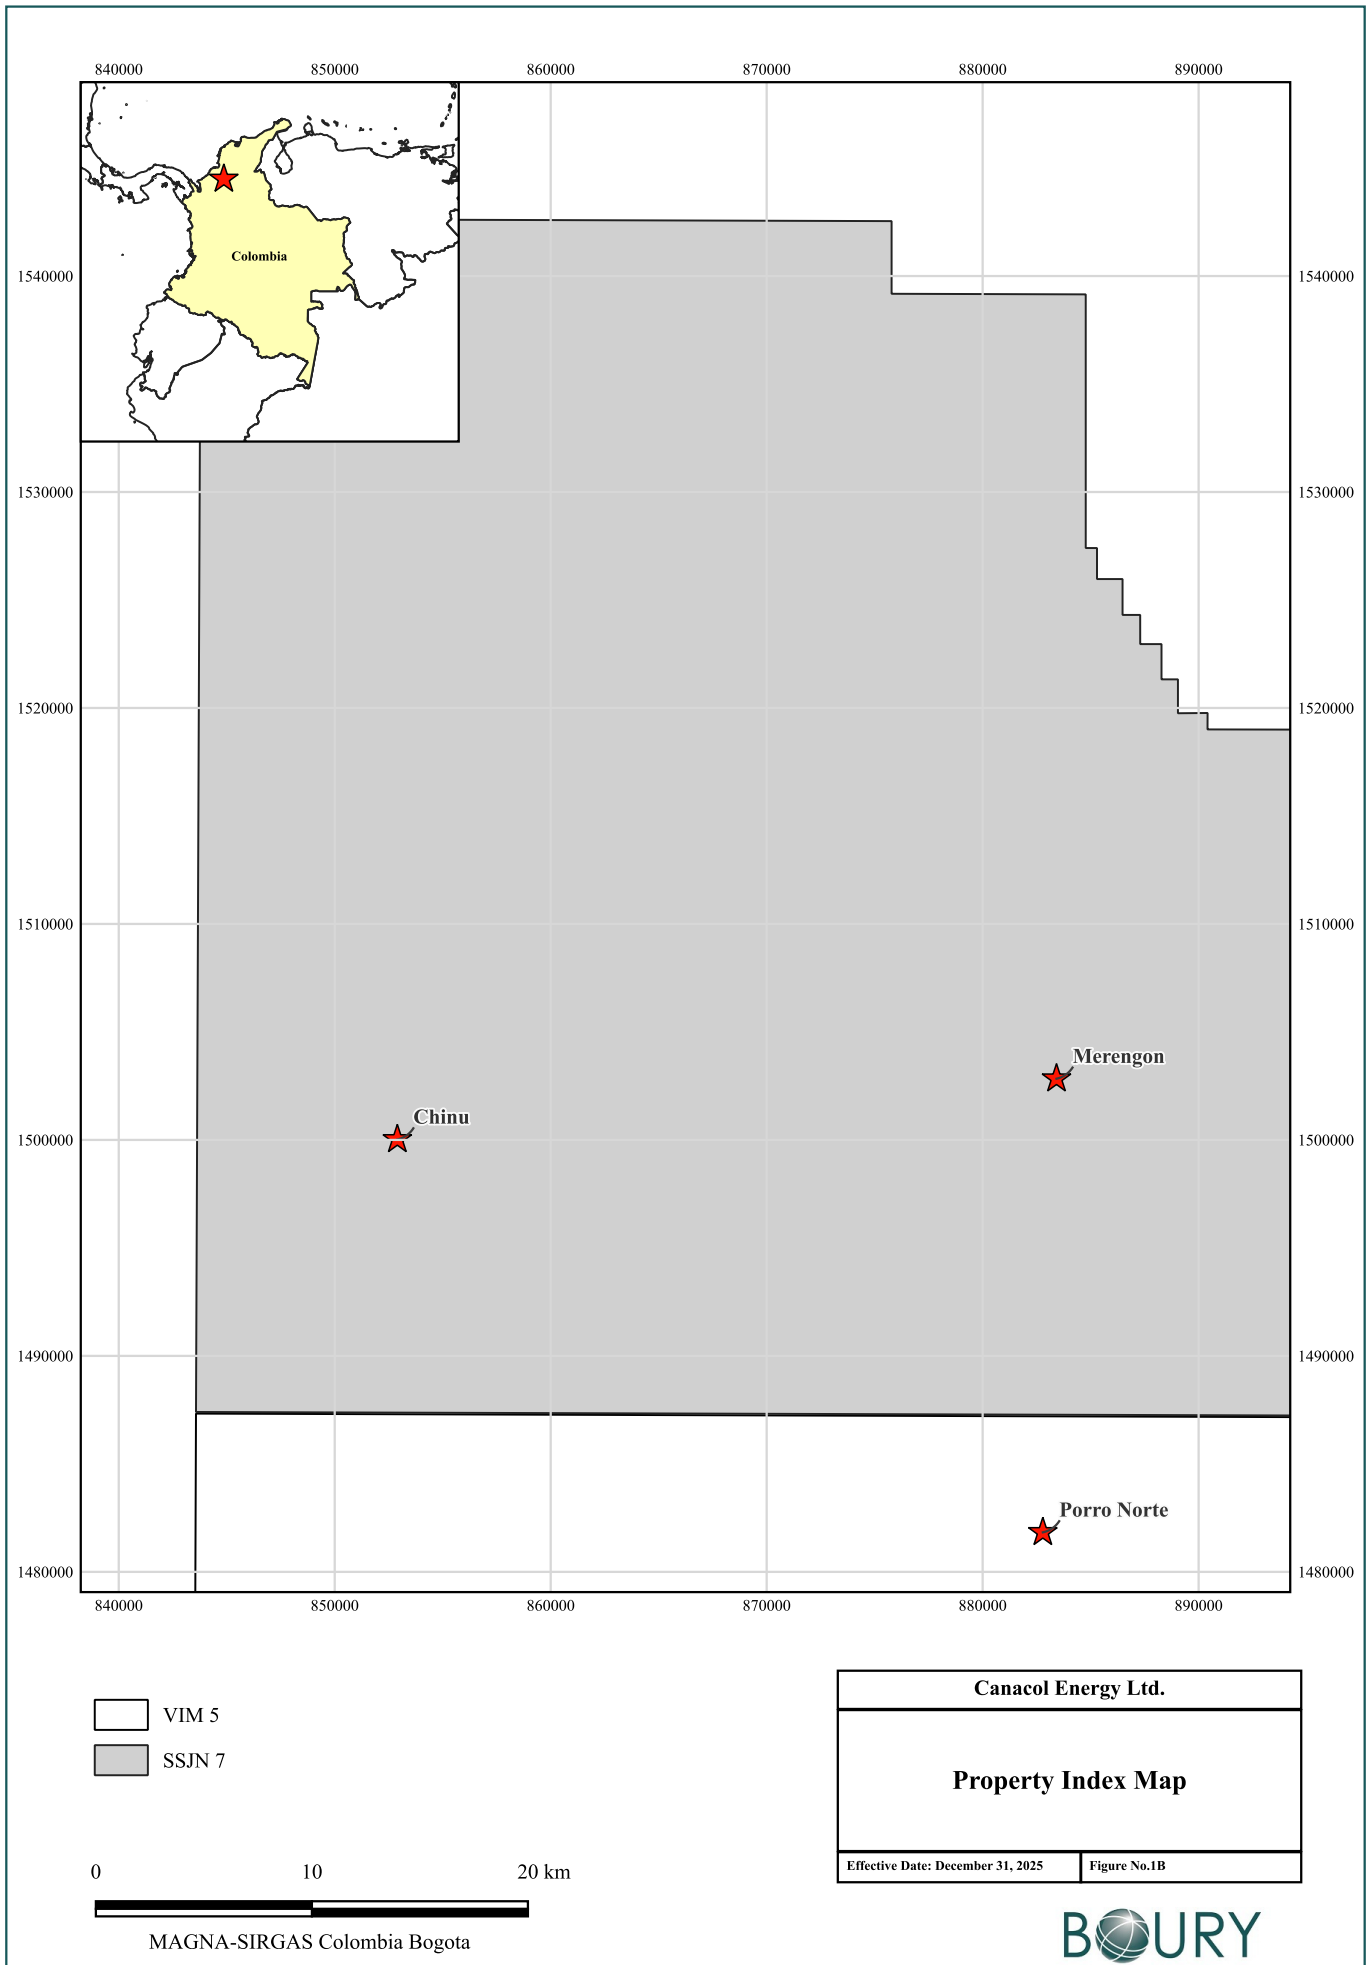 840000 850000 860000 870000 880000 890000
Colombia
1540000 1540000
1530000 1530000
1520000 1520000
1510000 1510000
Merengon
Chinu
1500000 1500000
1490000 1490000
Porro Norte
1480000 1480000
840000 850000 860000 870000 880000 890000
VIM 5
SSJN 7
Canacol Energy Ltd.
Property Index Map
Effective Date: December 31, 2025 Figure No.1B
0 10 20 km
MAGNA-SIRGAS Colombia Bogota
BOURY